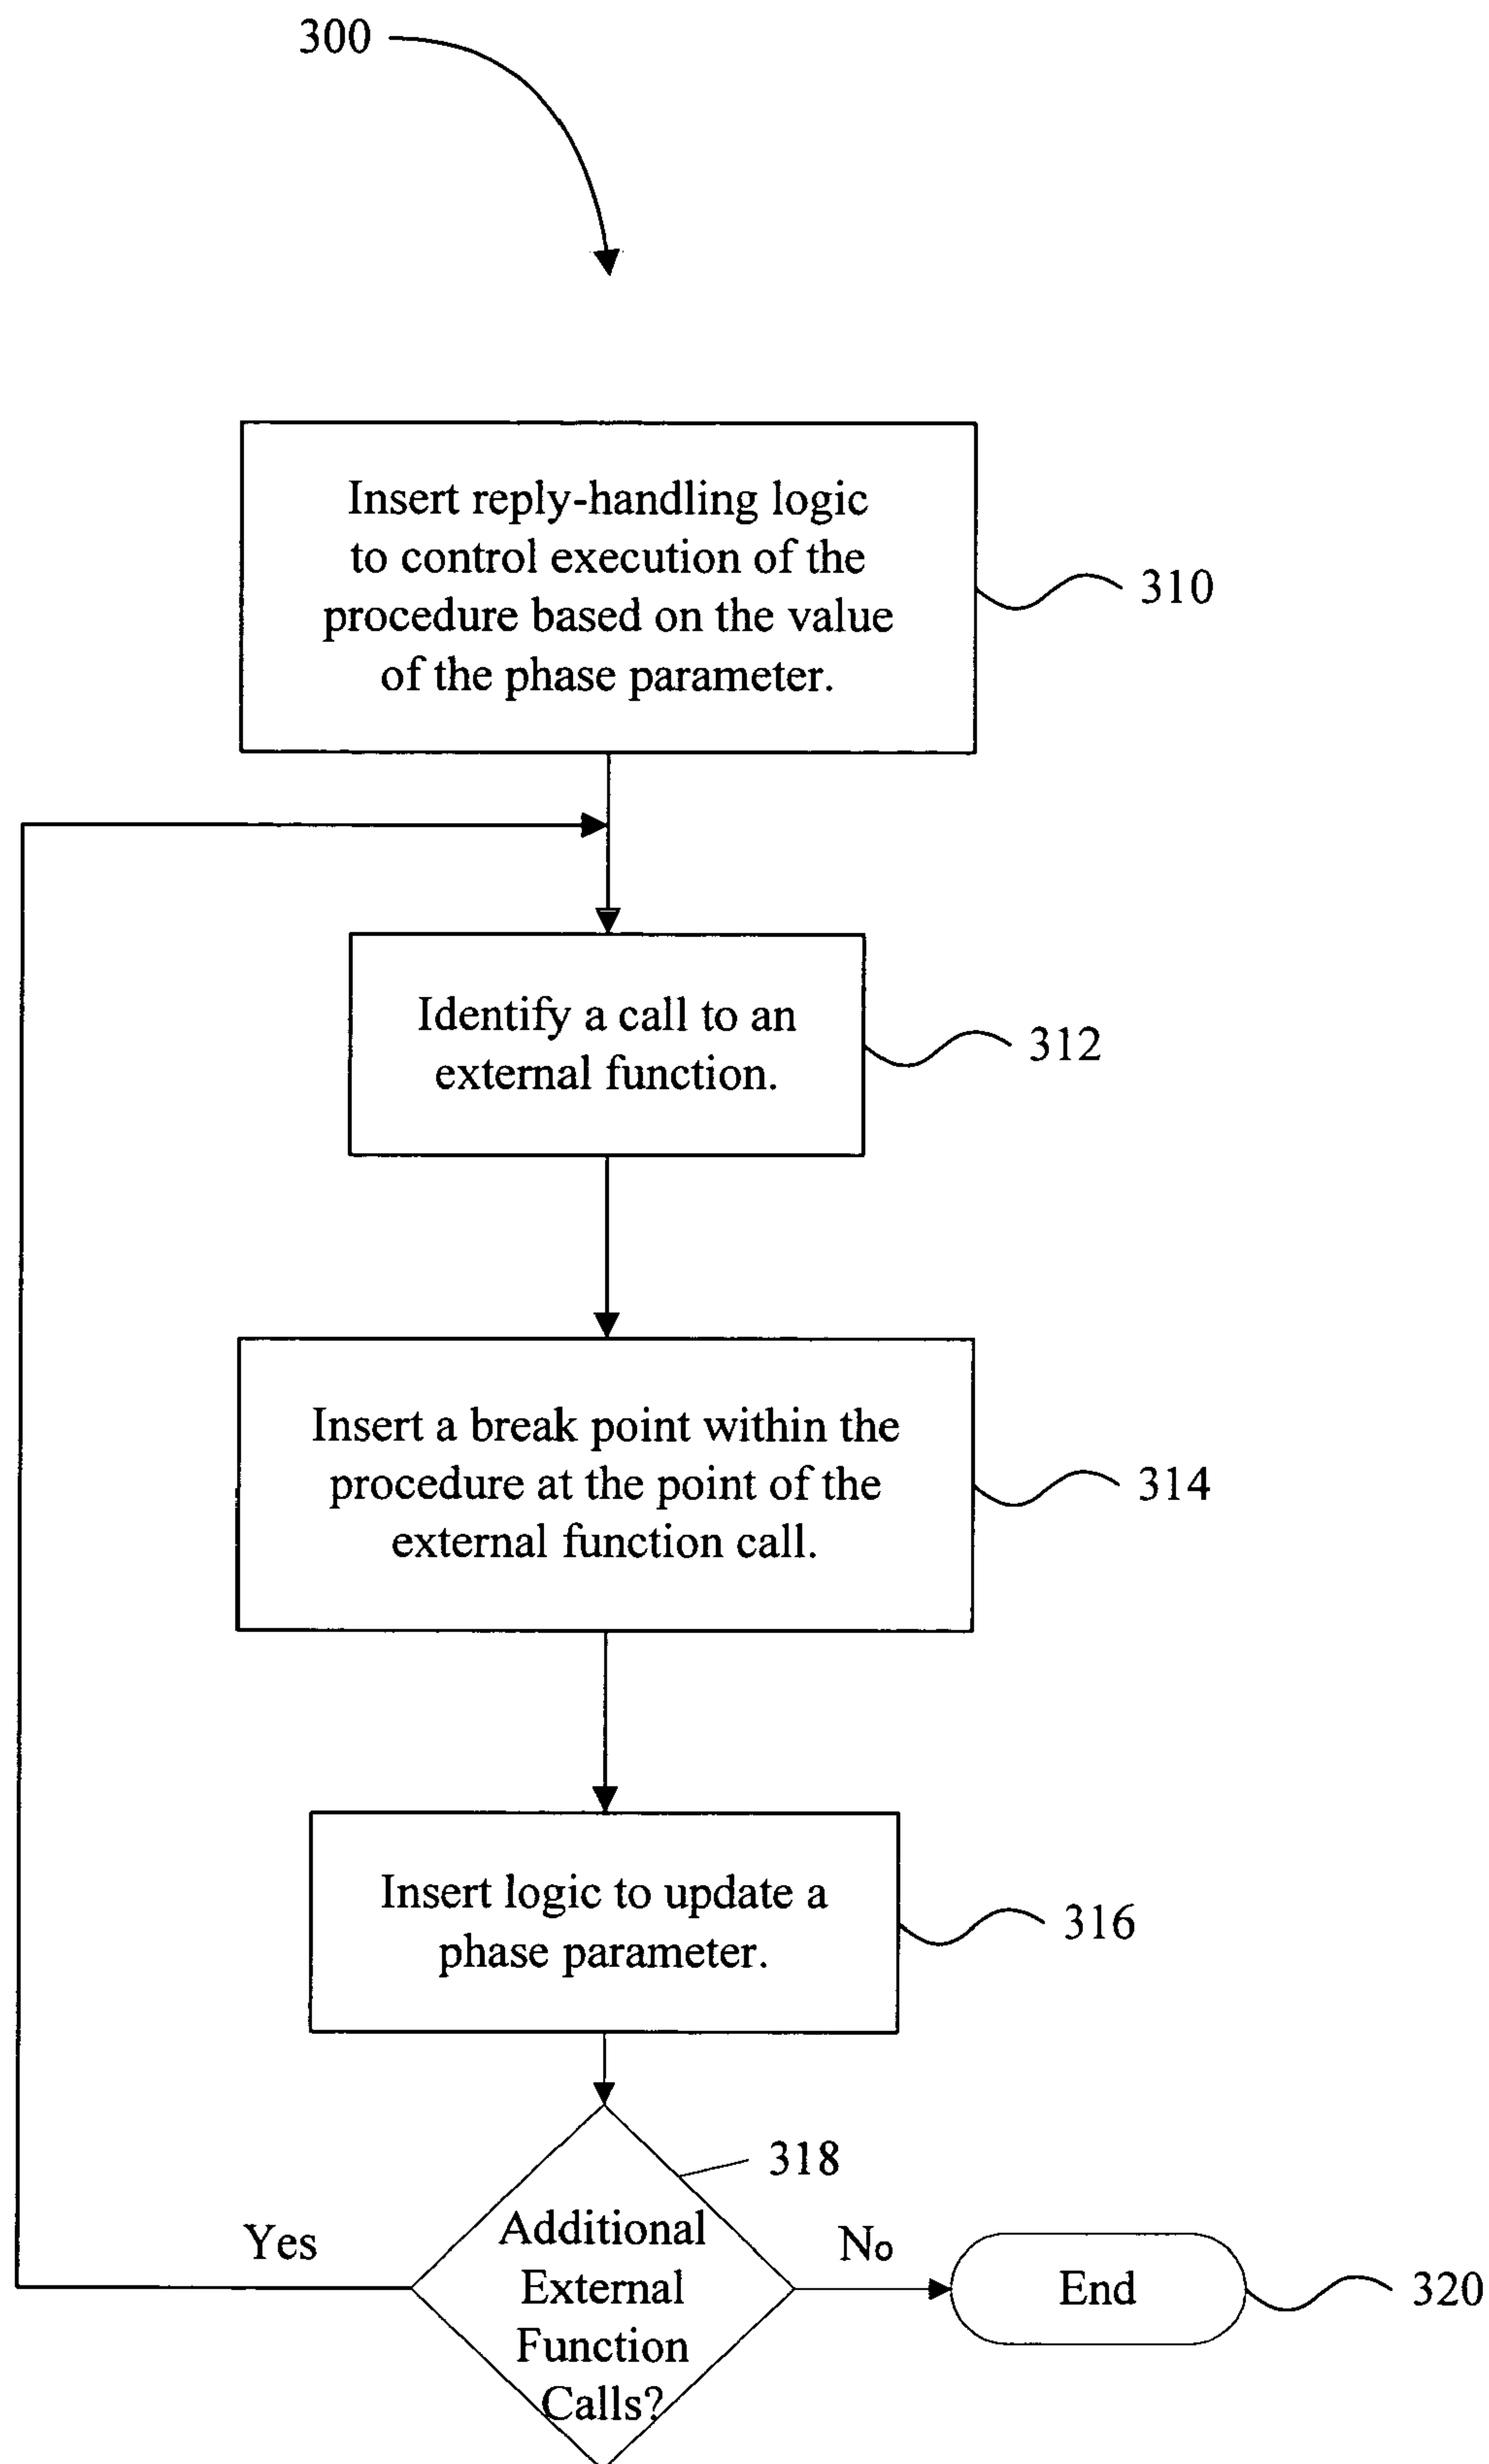 300
Insert reply-handling logic
to control execution of the
procedure based on the value
of the phase parameter.
310
Identify a call to an
external function.
312
Insert a break point within the
procedure at the point of the
external function call.
314
Insert logic to update a
phase parameter.
316
318
Additional
External
Function
Calls?
Yes
No
End
320